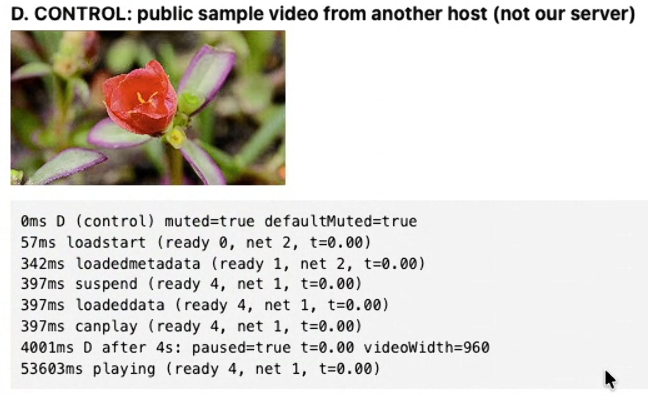 D. CONTROL: public sample video from another host (not our server)
0ms D (control) muted=true defaultMuted=true
57ms loadstart (ready 0, net 2, t=0.00)
342ms loadedmetadata (ready 1, net 2, t=0.00)
397ms suspend (ready 4, net 1, t=0.00)
397ms loadeddata (ready 4, net 1, t=0.00)
397ms canplay (ready 4, net 1, t=0.00)
4001ms D after 4s: paused=true t=0.00 videoWidth=960
53603ms playing (ready 4, net 1, t=0.00)